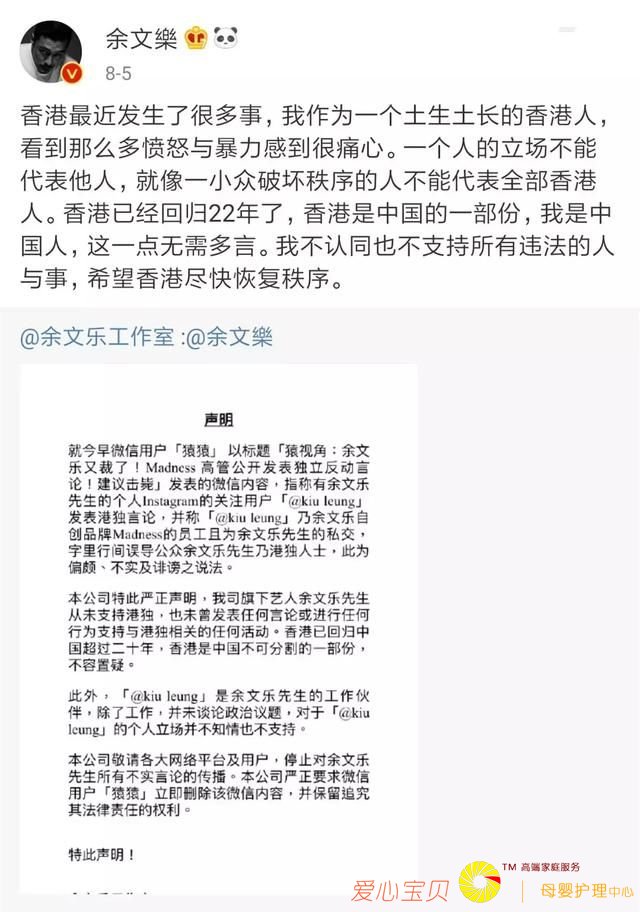 余文樂
8-5
香港最近发生了很多事，我作为一个土生土长的香港人，
看到那么多愤怒与暴力感到很痛心。一个人的立场不能
代表他人，就像一小众破坏秩序的人不能代表全部香港
人。香港已经回归22年了，香港是中国的一部份，我是中
国人，这一点无需多言。我不认同也不支持所有违法的人
与事，希望香港尽快恢复秩序。
@余文乐工作室 :@余文樂
声明
就今早微信用户「猿猿」 以标题「猿视角：余文
乐又裁了！Madness 高管公开发表独立反动言
论！建议击毙」发表的微信内容，指称有余文乐
先生的个人Instagram的关注用户「@kiu leung」
发表港独言论，并称「@kiu leung」乃余文乐自
创品牌Madness的员工且为余文乐先生的私交，
字里行间误导公众余文乐先生乃港独人士，此为
偏颇、不实及诽谤之说法。
本公司特此严正声明，我司旗下艺人余文乐先生
从未支持港独，也未曾发表任何言论或进行任何
行为支持与港独相关的任何活动。香港已回归中
国超过二十年，香港是中国不可分割的一部份，
不容置疑。
此外，「@kiu leung」是余文乐先生的工作伙
伴，除了工作，并未谈论政治议题，对于「@kiu
leung」的个人立场并不知情也不支持。
本公司敬请各大网络平台及用户，停止对余文乐
先生所有不实言论的传播。本公司严正要求微信
用户「猿猿」立即删除该微信内容，并保留追究
其法律责任的权利。
特此声明！
爱心宝贝
TM 高端家庭服务
母婴护理中心